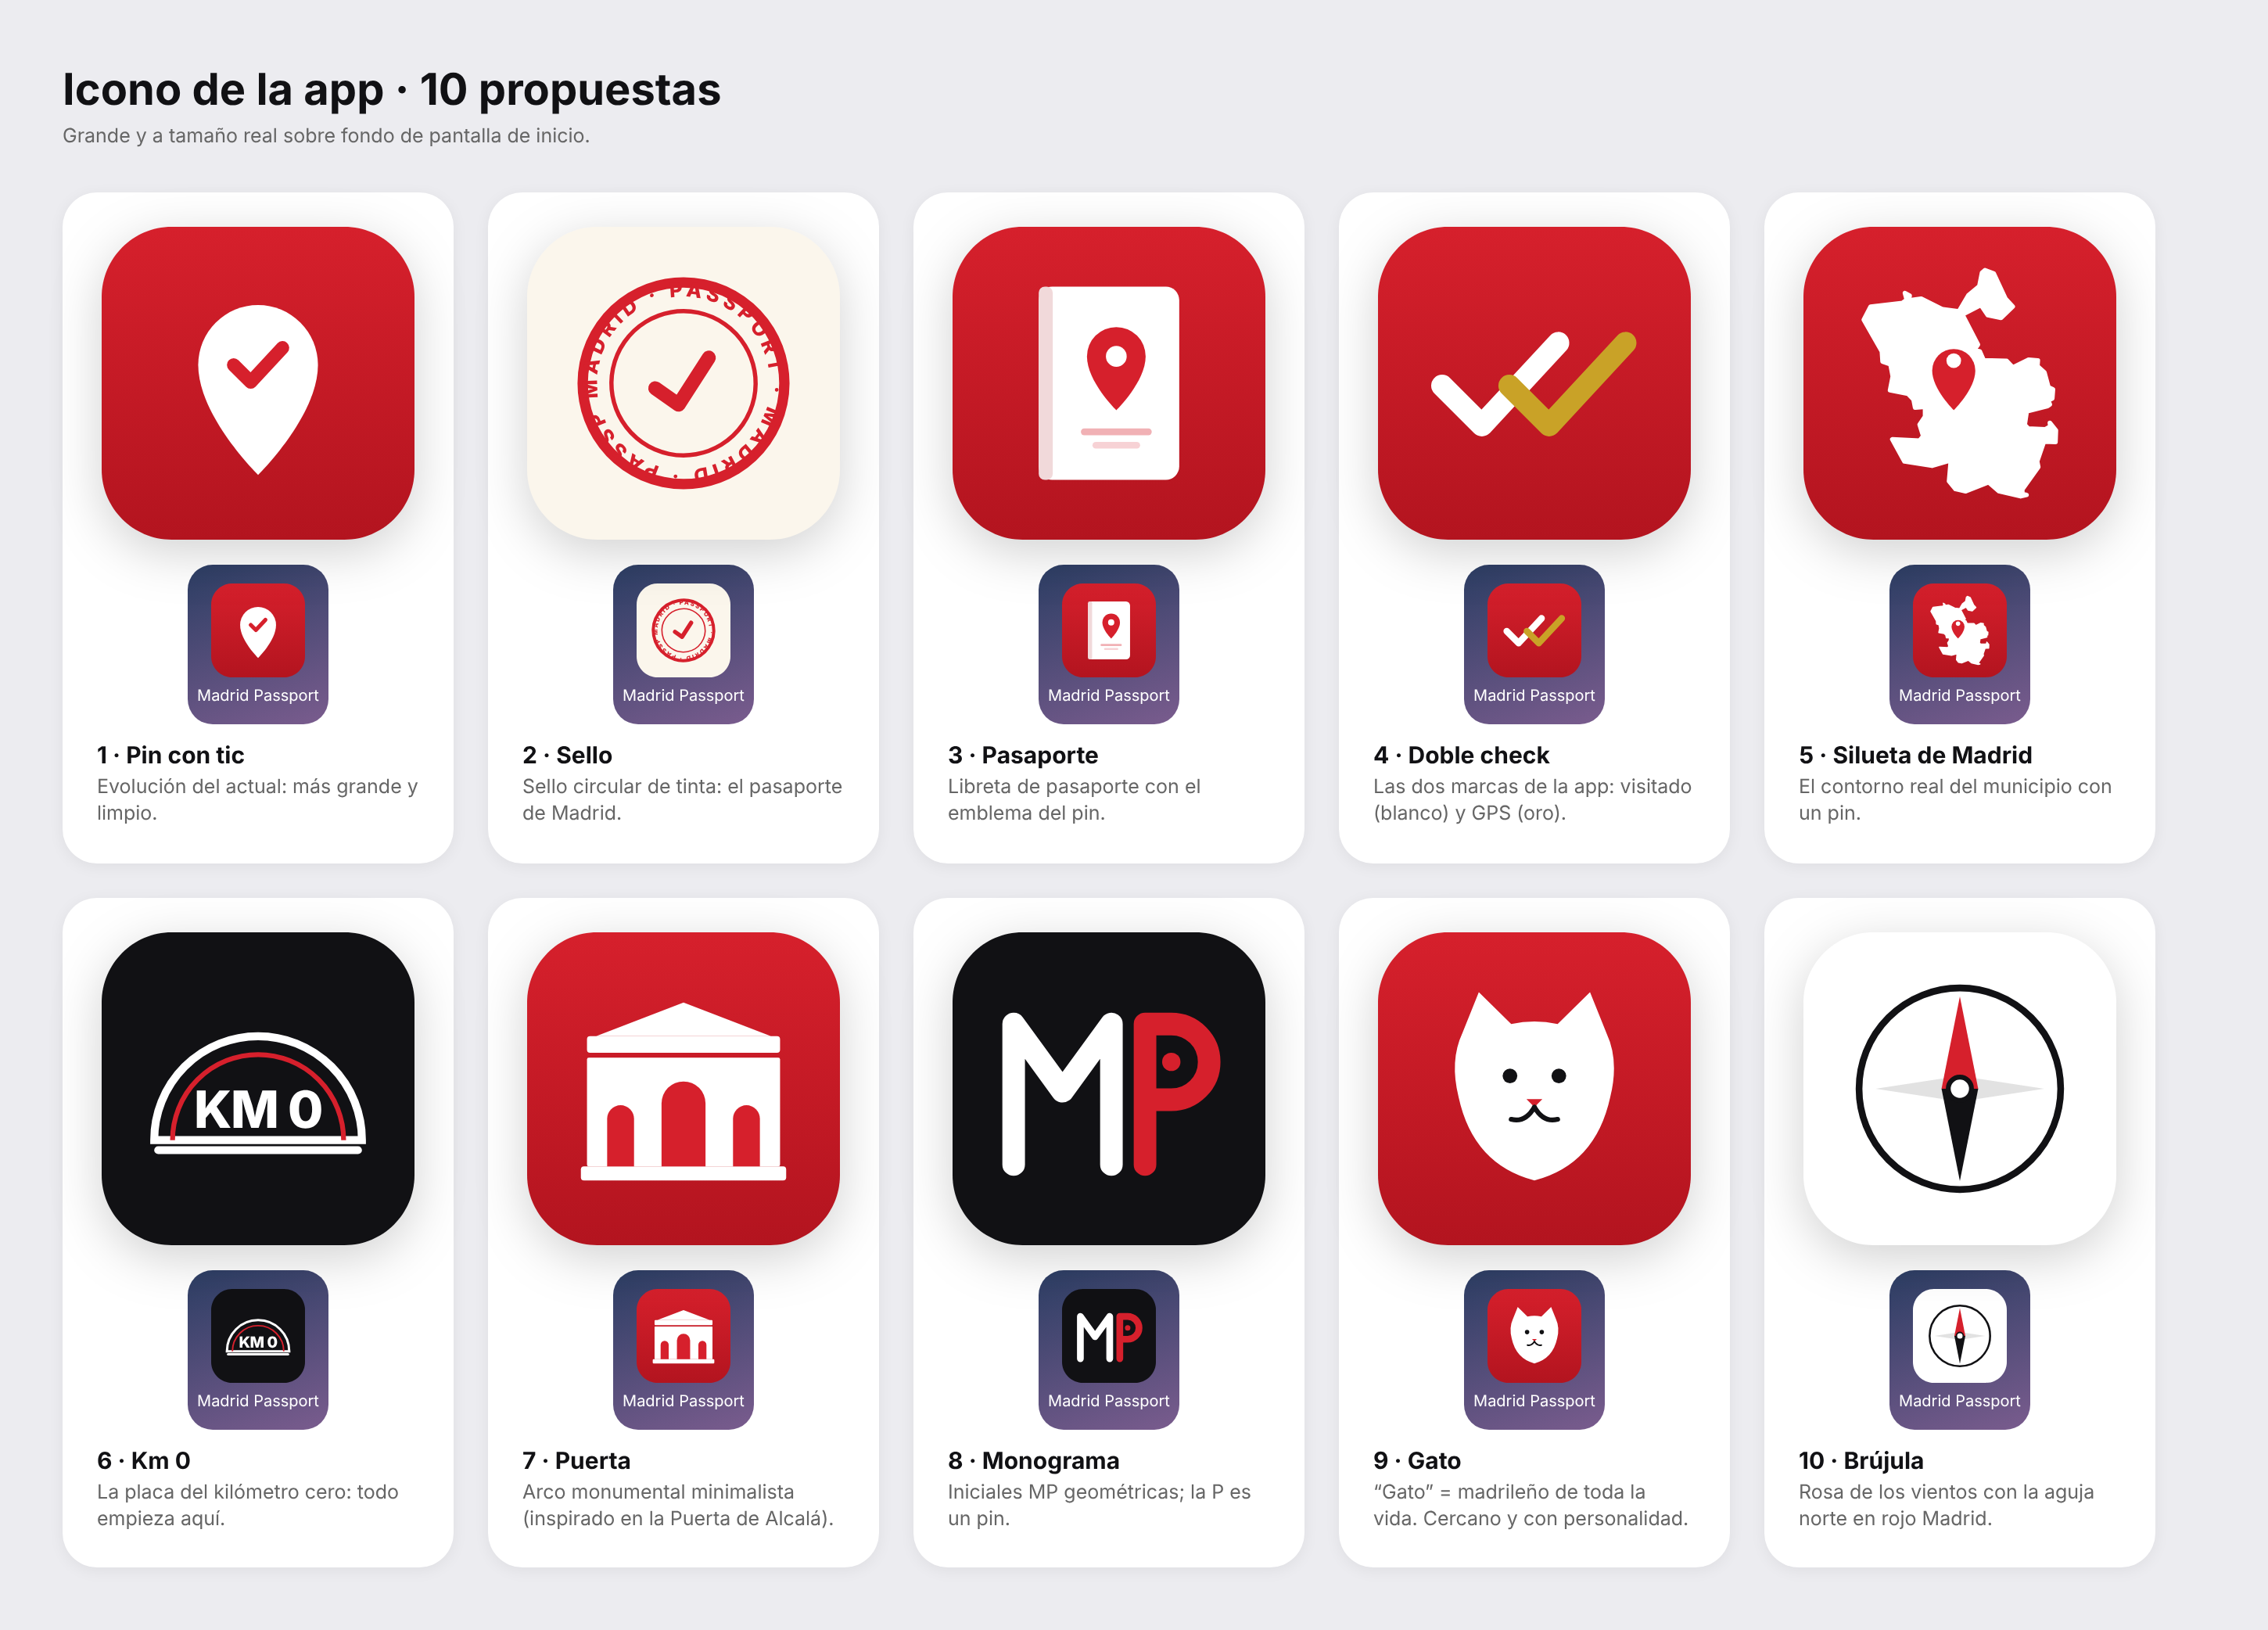 Icono de la app · 10 propuestas
Grande y a tamaño real sobre fondo de pantalla de inicio.
MADRID · PASSPORT · MADRID · PASSP
Madrid Passport
MADRID · PASSPORT · MADRID · PASSP
Madrid Passport
Madrid Passport
Madrid Passport
Madrid Passport
1 · Pin con tic
Evolución del actual: más grande y
limpio.
2 · Sello
Sello circular de tinta: el pasaporte
de Madrid.
3 · Pasaporte
Libreta de pasaporte con el
emblema del pin.
4 · Doble check
Las dos marcas de la app: visitado
(blanco) y GPS (oro).
5 · Silueta de Madrid
El contorno real del municipio con
un pin.
KM 0
MP
KM 0
Madrid Passport
Madrid Passport
MP
Madrid Passport
Madrid Passport
Madrid Passport
6 · Km 0
La placa del kilómetro cero: todo
empieza aquí.
7 · Puerta
Arco monumental minimalista
(inspirado en la Puerta de Alcalá).
8 · Monograma
Iniciales MP geométricas; la P es
un pin.
9 · Gato
“Gato” = madrileño de toda la
vida. Cercano y con personalidad.
10 · Brújula
Rosa de los vientos con la aguja
norte en rojo Madrid.